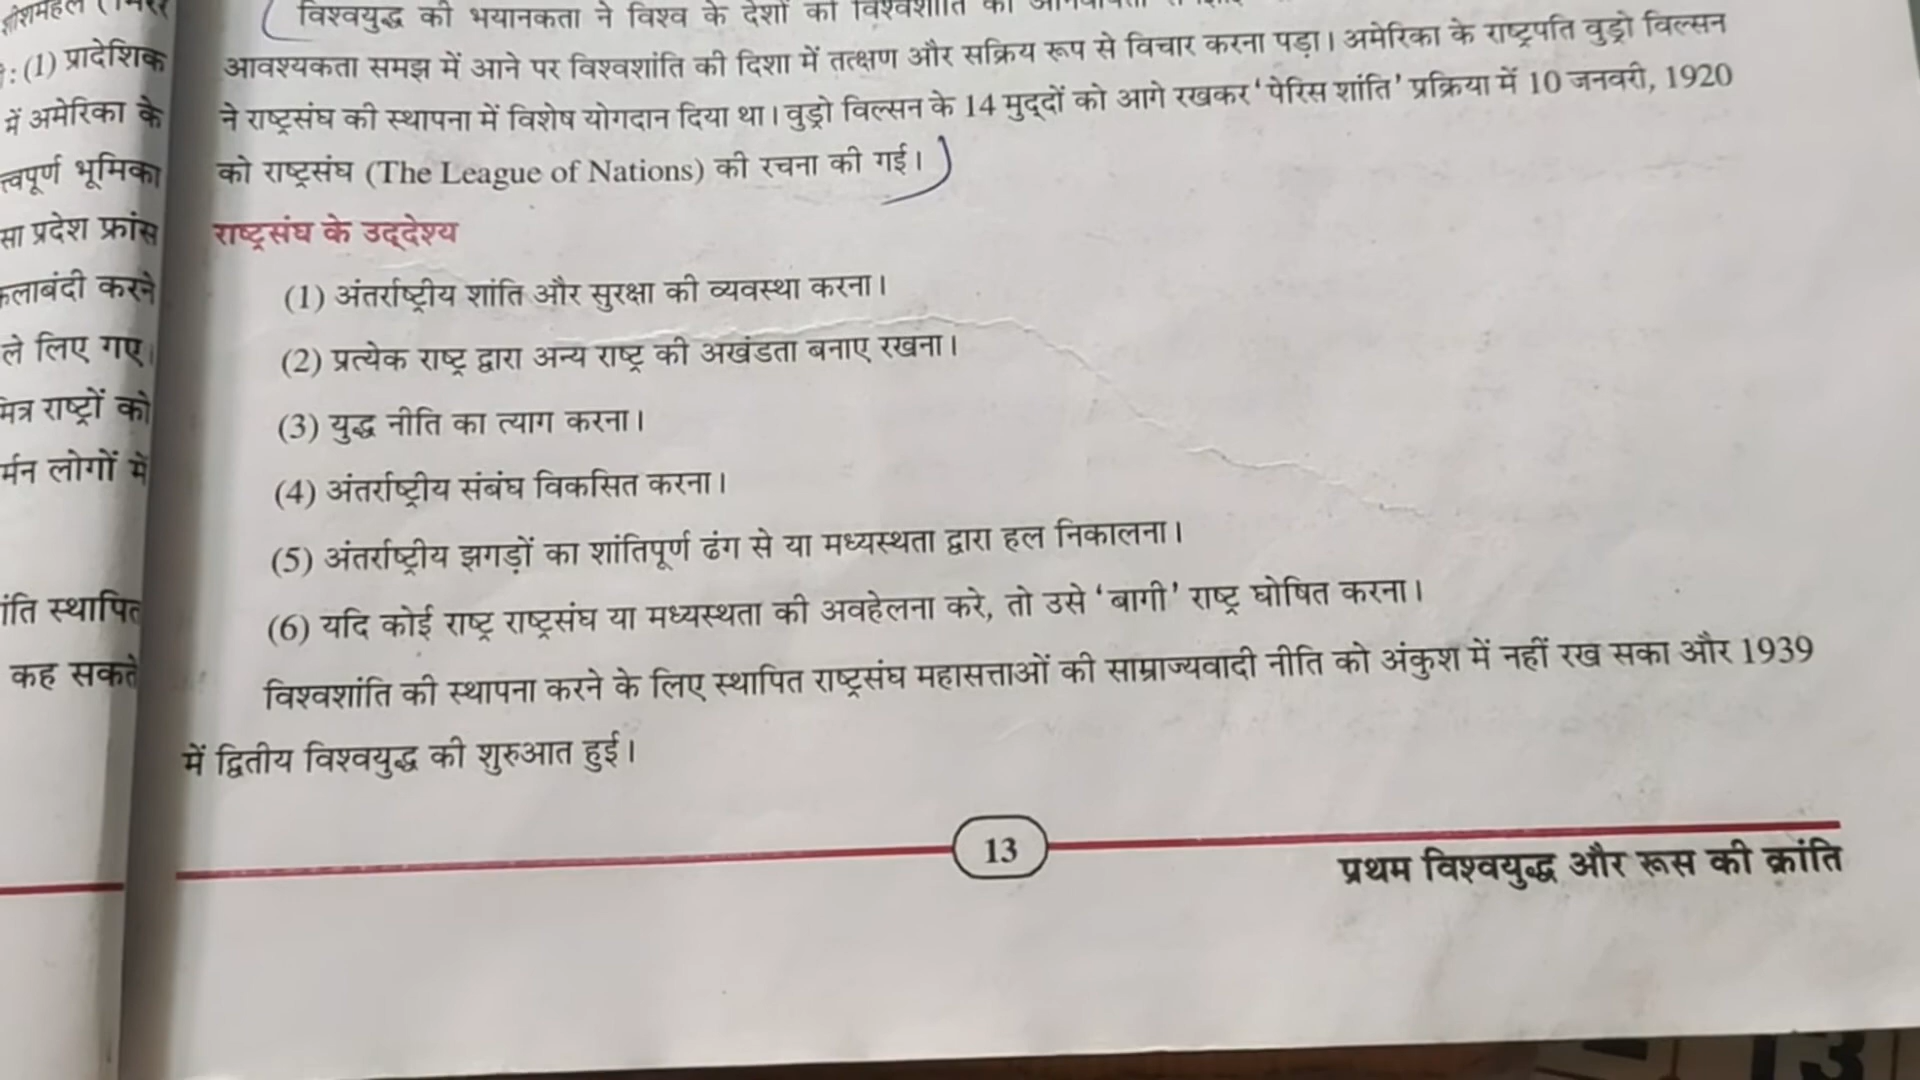 शीशमहल (मिरर
: (1) प्रादेशिक
में अमेरिका के
त्वपूर्ण भूमिका
सा प्रदेश फ्रांस
लाबंदी करने
ले लिए गए।
मित्र राष्ट्रों को
र्मन लोगों में
ांति स्थापित
कह सकते
विश्वयुद्ध की भयानकता ने विश्व के देशों को विश्वशांति की
आवश्यकता समझ में आने पर विश्वशांति की दिशा में तत्क्षण और सक्रिय रूप से विचार करना पड़ा। अमेरिका के राष्ट्रपति वुड्रो विल्सन
ने राष्ट्रसंघ की स्थापना में विशेष योगदान दिया था। वुड्रो विल्सन के 14 मुद्दों को आगे रखकर 'पेरिस शांति' प्रक्रिया में 10 जनवरी, 1920
को राष्ट्रसंघ (The League of Nations) की रचना की गई।
राष्ट्रसंघ के उद्देश्य
(1) अंतर्राष्ट्रीय शांति और सुरक्षा की व्यवस्था करना।
(2) प्रत्येक राष्ट्र द्वारा अन्य राष्ट्र की अखंडता बनाए रखना।
(3) युद्ध नीति का त्याग करना।
(4) अंतर्राष्ट्रीय संबंघ विकसित करना।
(5) अंतर्राष्ट्रीय झगड़ों का शांतिपूर्ण ढंग से या मध्यस्थता द्वारा हल निकालना।
(6) यदि कोई राष्ट्र राष्ट्रसंघ या मध्यस्थता की अवहेलना करे, तो उसे 'बागी' राष्ट्र घोषित करना।
विश्वशांति की स्थापना करने के लिए स्थापित राष्ट्रसंघ महासत्ताओं की साम्राज्यवादी नीति को अंकुश में नहीं रख सका और 1939
में द्वितीय विश्वयुद्ध की शुरुआत हुई।
13
प्रथम विश्वयुद्ध और रूस की क्रांति
13